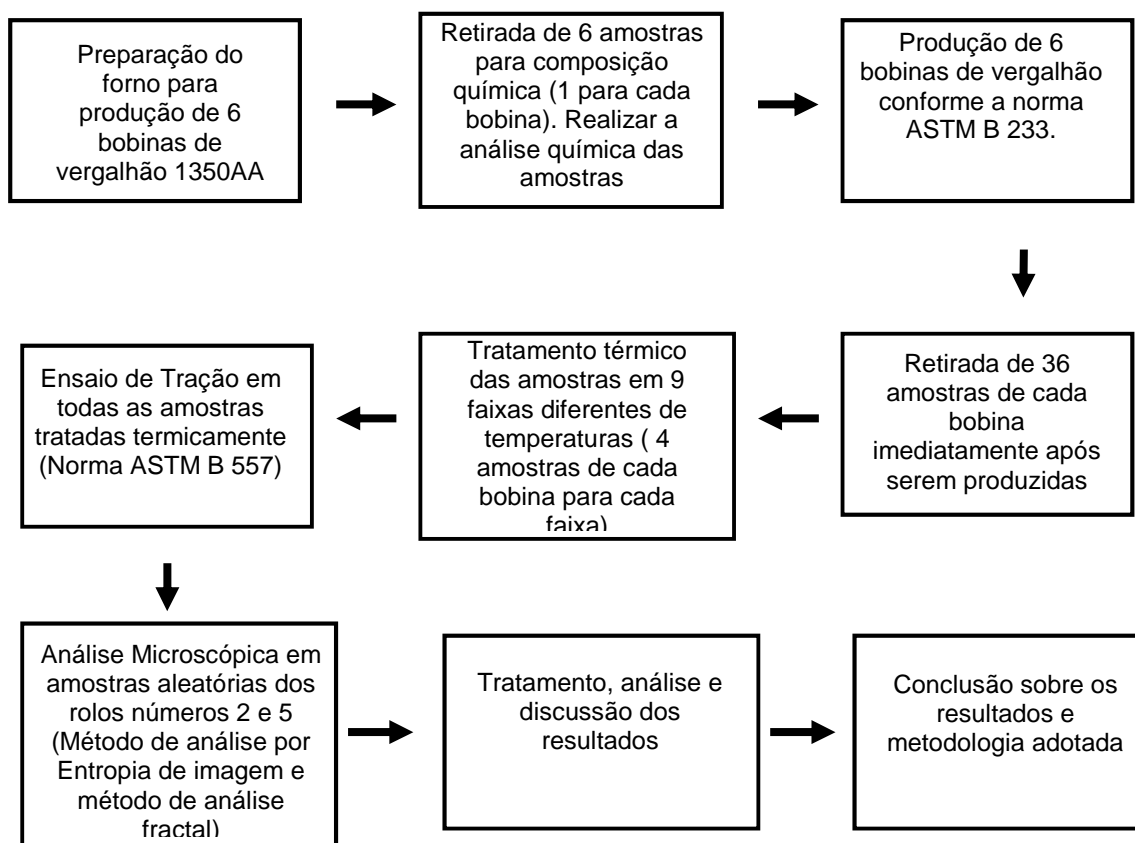 Preparação do
forno para
produção de 6
bobinas de
vergalhão 1350AA
Retirada de 6 amostras
para composição
química (1 para cada
bobina). Realizar a
análise química das
amostras
Produção de 6
bobinas de vergalhão
conforme a norma
ASTM B 233.
Retirada de 36
amostras de cada
bobina
imediatamente após
serem produzidas
Tratamento térmico
das amostras em 9
faixas diferentes de
temperaturas ( 4
amostras de cada
bobina para cada
faixa)
Ensaio de Tração em
todas as amostras
tratadas termicamente
(Norma ASTM B 557)
Análise Microscópica em
amostras aleatórias dos
rolos números 2 e 5
(Método de análise por
Entropia de imagem e
método de análise
fractal)
Tratamento, análise e
discussão dos
resultados
Conclusão sobre os
resultados e
metodologia adotada